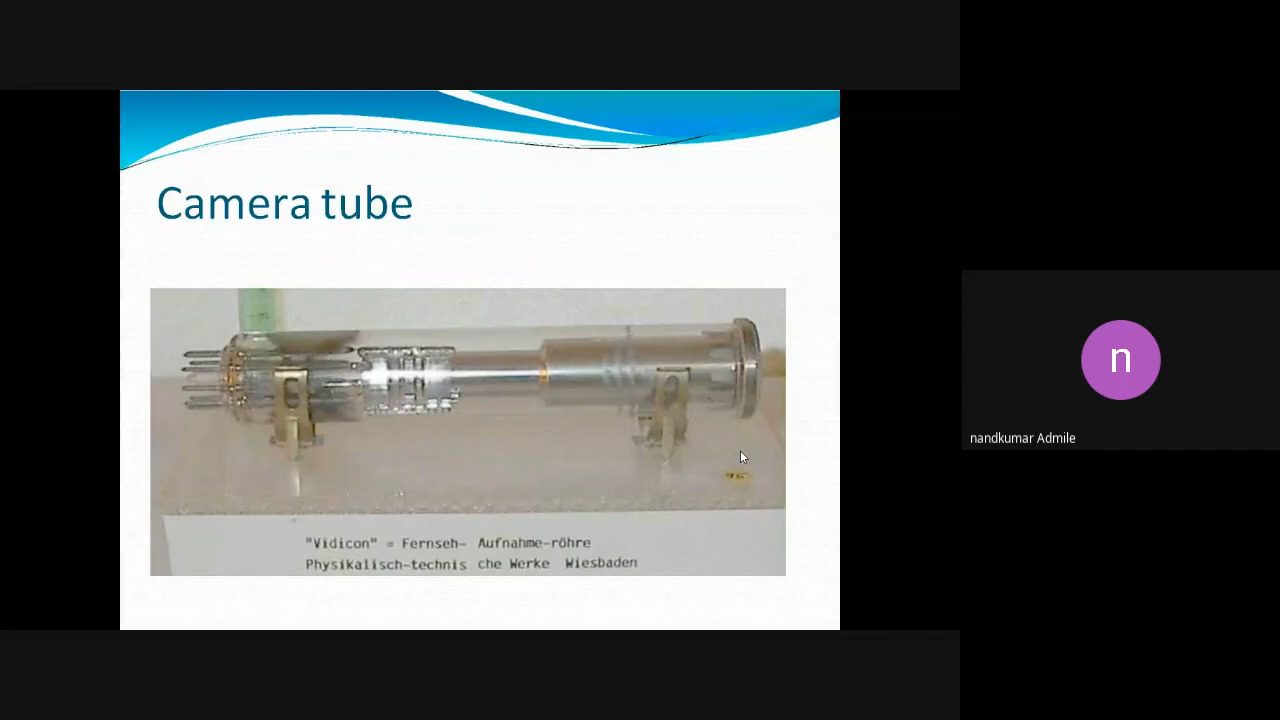 Camera tube
"Vidicon" = Fernseh- Aufnahme-röhre
Physikalisch-technis che Werke Wiesbaden
n
nandkumar Admile